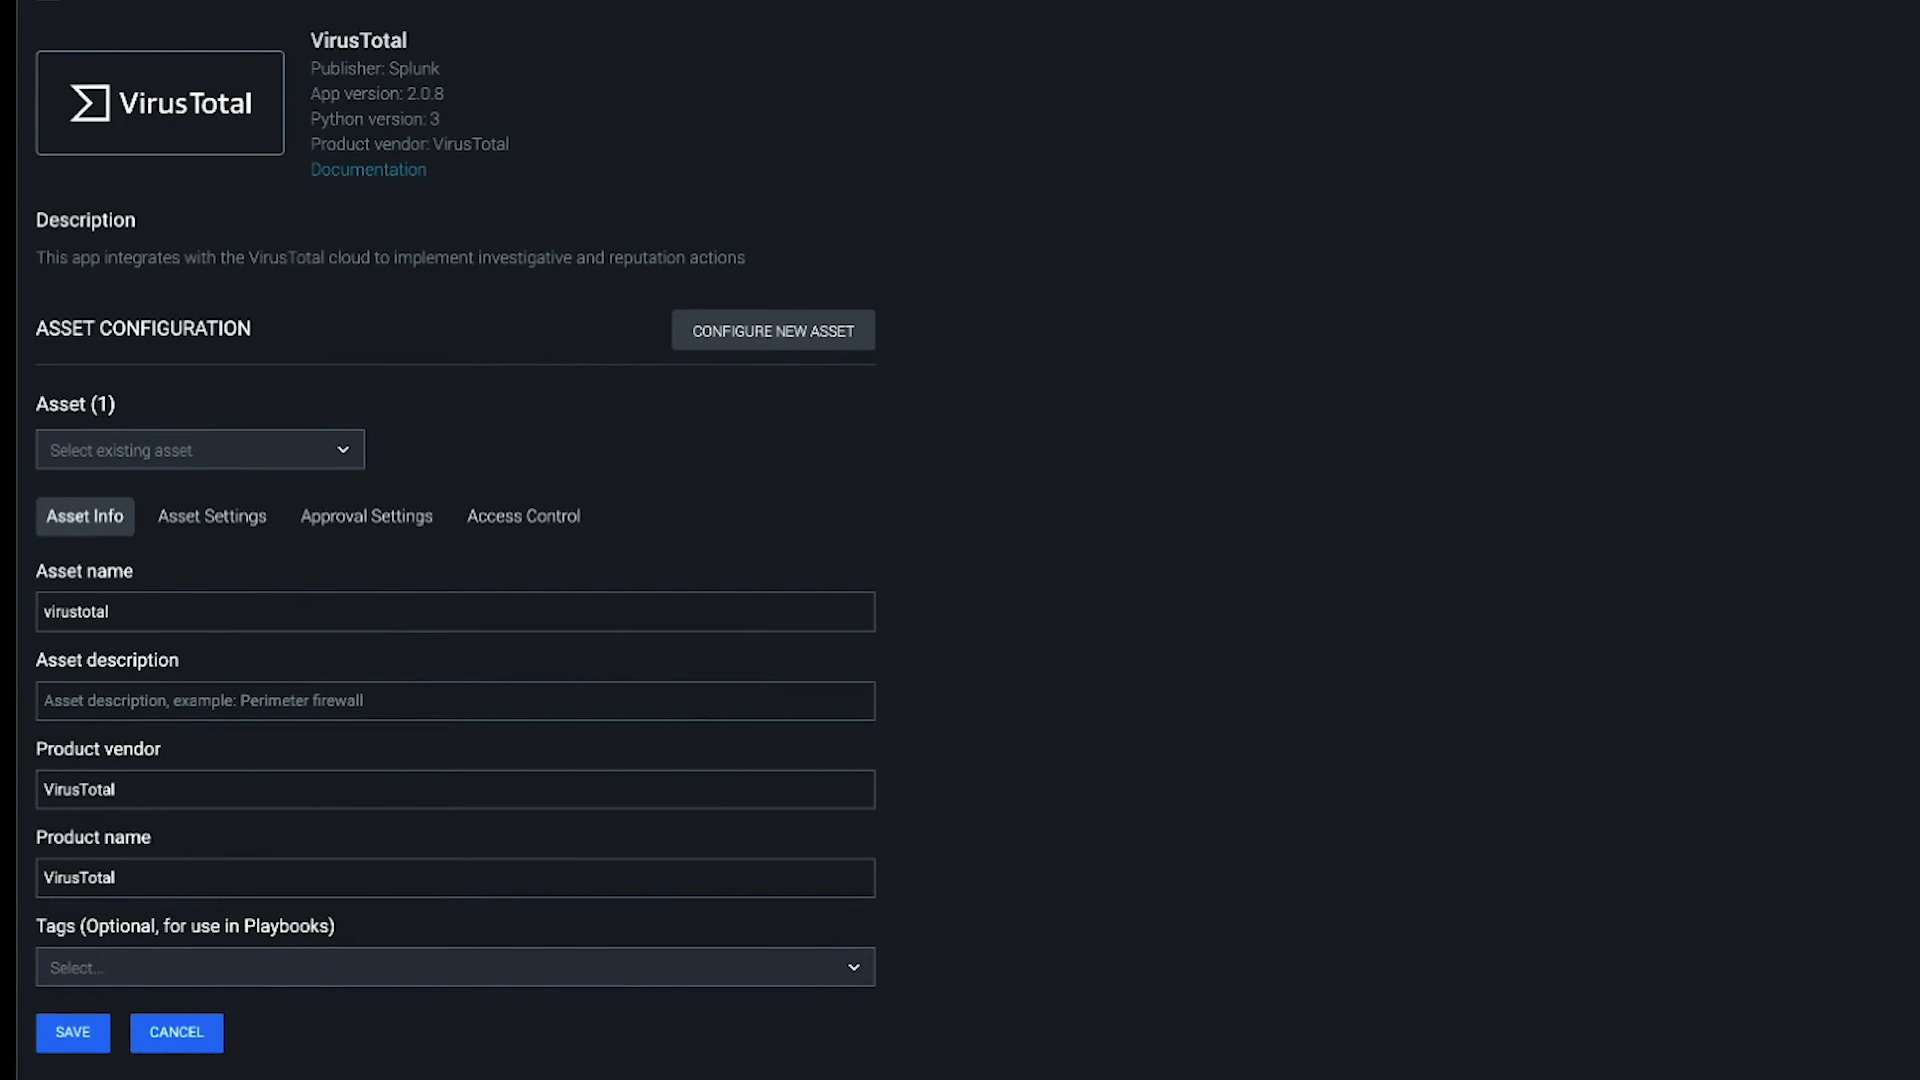 VirusTotal
VirusTotal
Publisher: Splunk
App version: 2.0.8
Python version: 3
Product vendor: VirusTotal
Documentation
Description
This app integrates with the VirusTotal cloud to implement investigative and reputation actions
ASSET CONFIGURATION
CONFIGURE NEW ASSET
Asset (1)
Select existing asset
Asset Info
Asset Settings
Approval Settings
Access Control
Asset name
virustotal
Asset description
Asset description, example: Perimeter firewall
Product vendor
VirusTotal
Product name
VirusTotal
Tags (Optional, for use in Playbooks)
Select...
SAVE
CANCEL